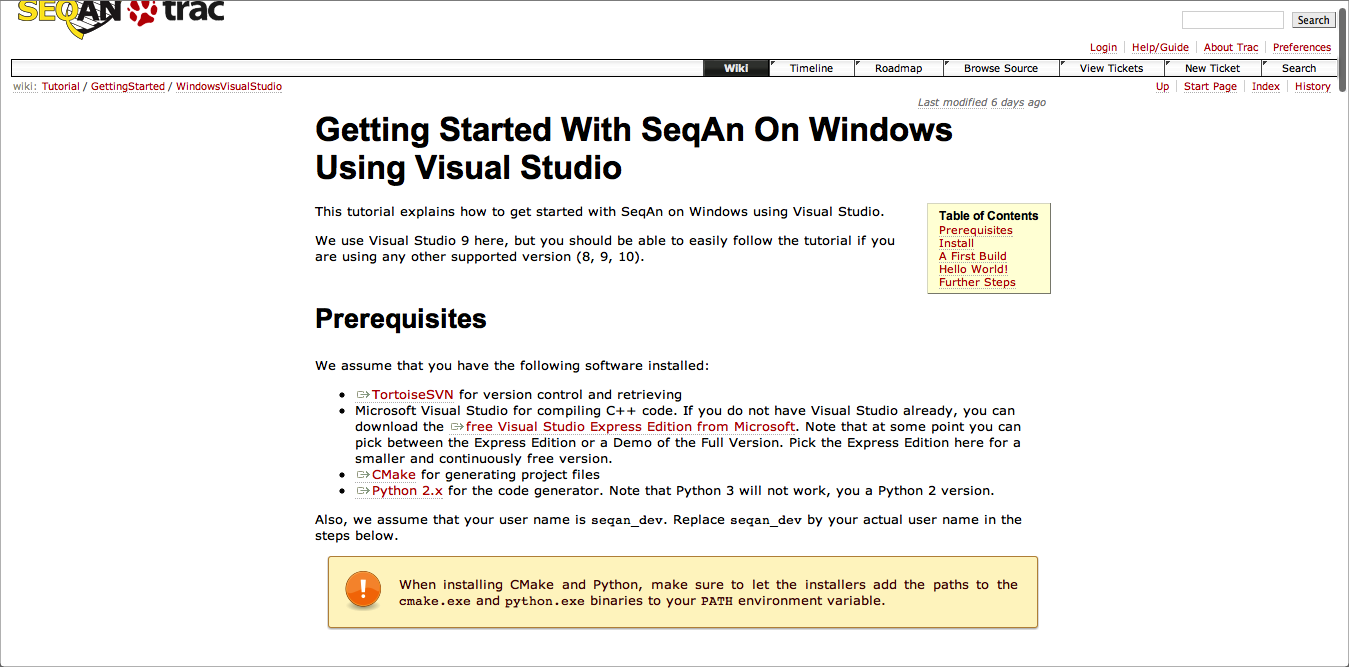 SEQAN trac
Search
Login Help/Guide About Trac Preferences
Wiki Timeline Roadmap Browse Source View Tickets New Ticket Search
wiki: Tutorial / GettingStarted / WindowsVisualStudio
Up Start Page Index History
Last modified 6 days ago
Getting Started With SeqAn On Windows
Using Visual Studio
This tutorial explains how to get started with SeqAn on Windows using Visual Studio.
We use Visual Studio 9 here, but you should be able to easily follow the tutorial if you
are using any other supported version (8, 9, 10).
Table of Contents
Prerequisites
Install
A First Build
Hello World!
Further Steps
Prerequisites
We assume that you have the following software installed:
• TortoiseSVN for version control and retrieving
• Microsoft Visual Studio for compiling C++ code. If you do not have Visual Studio already, you can
download the free Visual Studio Express Edition from Microsoft. Note that at some point you can
pick between the Express Edition or a Demo of the Full Version. Pick the Express Edition here for a
smaller and continuously free version.
• CMake for generating project files
• Python 2.x for the code generator. Note that Python 3 will not work, you a Python 2 version.
Also, we assume that your user name is seqan_dev. Replace seqan_dev by your actual user name in the
steps below.
When installing CMake and Python, make sure to let the installers add the paths to the
cmake.exe and python.exe binaries to your PATH environment variable.